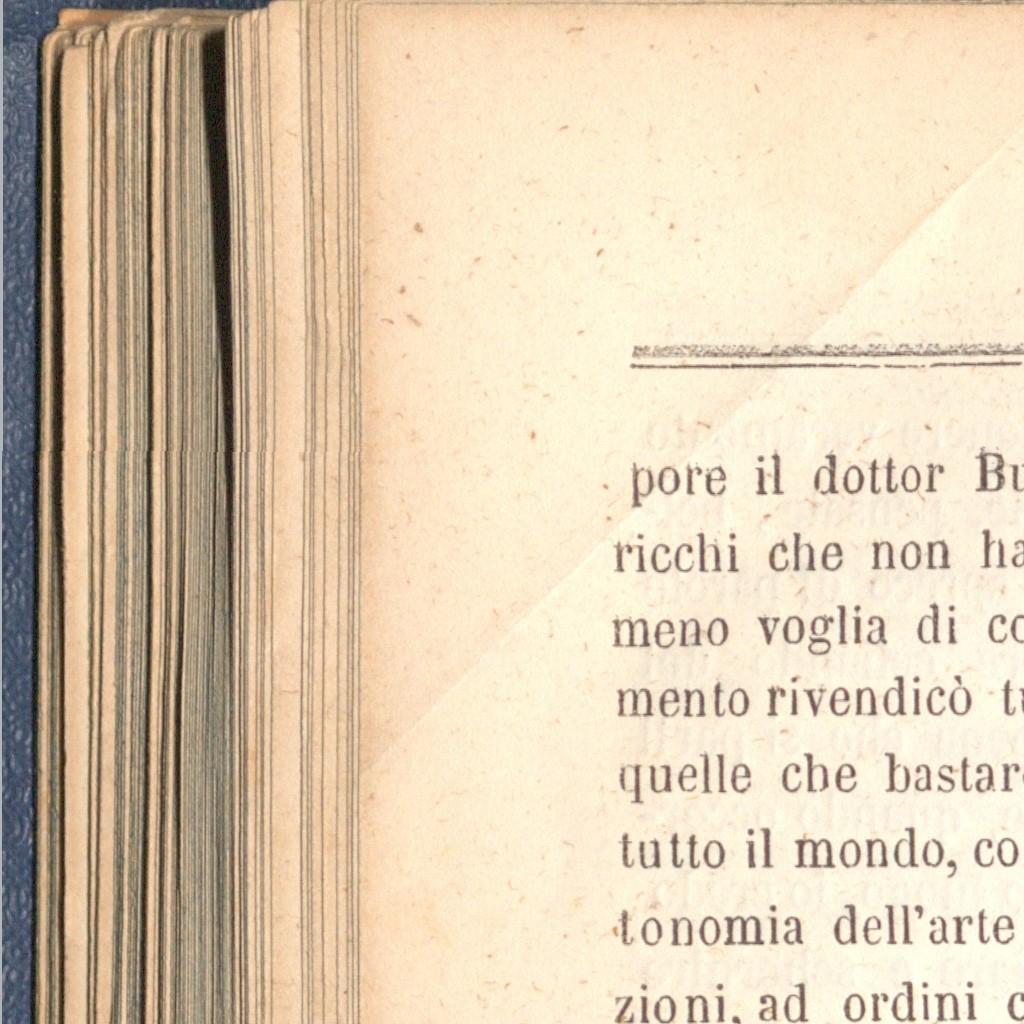 pore il dottor Bu
ricchi che non ha
meno voglia di co
mento rivendicò tu
quelle che bastar
tutto il mondo, co
tonomia dell'arte
zioni, ad ordini c